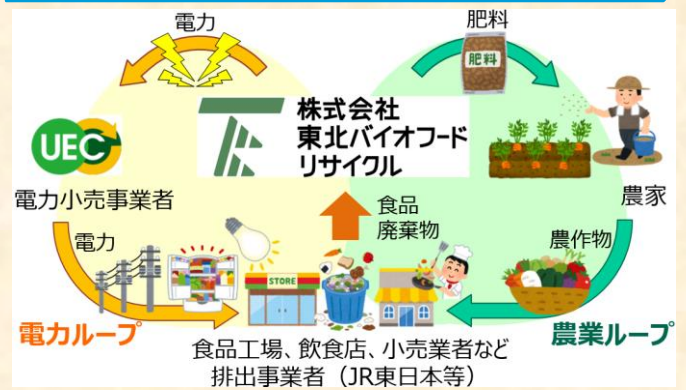 電力
肥料
肥料
株式会社
東北バイオフード
リサイクル
UEC
電力小売事業者
農家
食品
廃棄物
電力
農作物
STORE
電力ループ
農業ループ
食品工場、飲食店、小売業者など
排出事業者（JR東日本等）